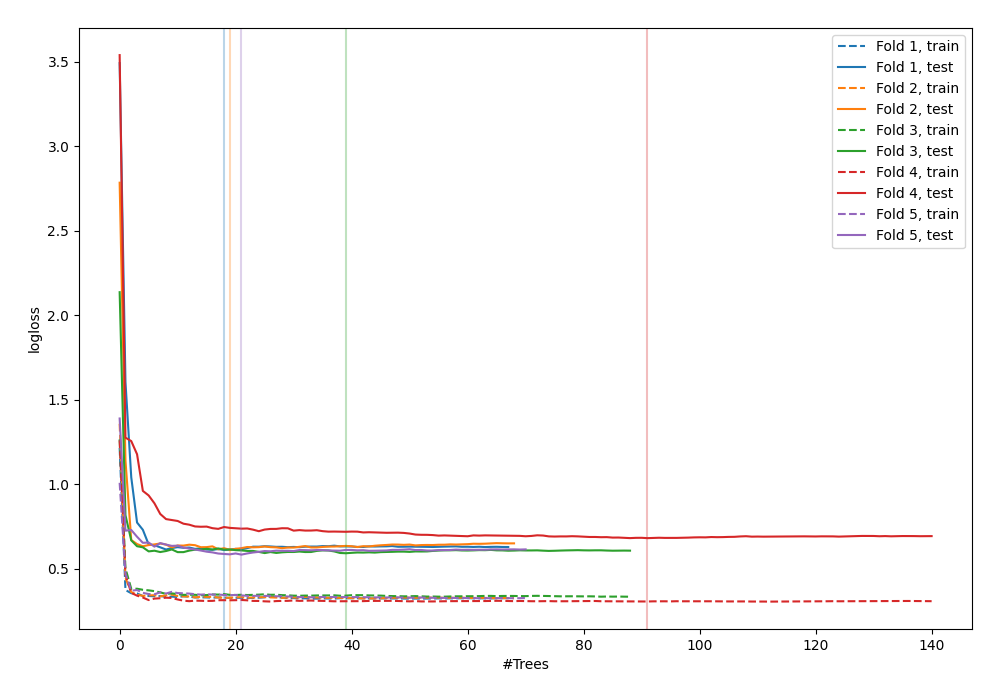 3.5
3.0
2.5
2.0
1.5
1.0
0.5
logloss
0
20
40
60
80
100
120
140
#Trees
Fold 1, train
Fold 1, test
Fold 2, train
Fold 2, test
Fold 3, train
Fold 3, test
Fold 4, train
Fold 4, test
Fold 5, train
Fold 5, test